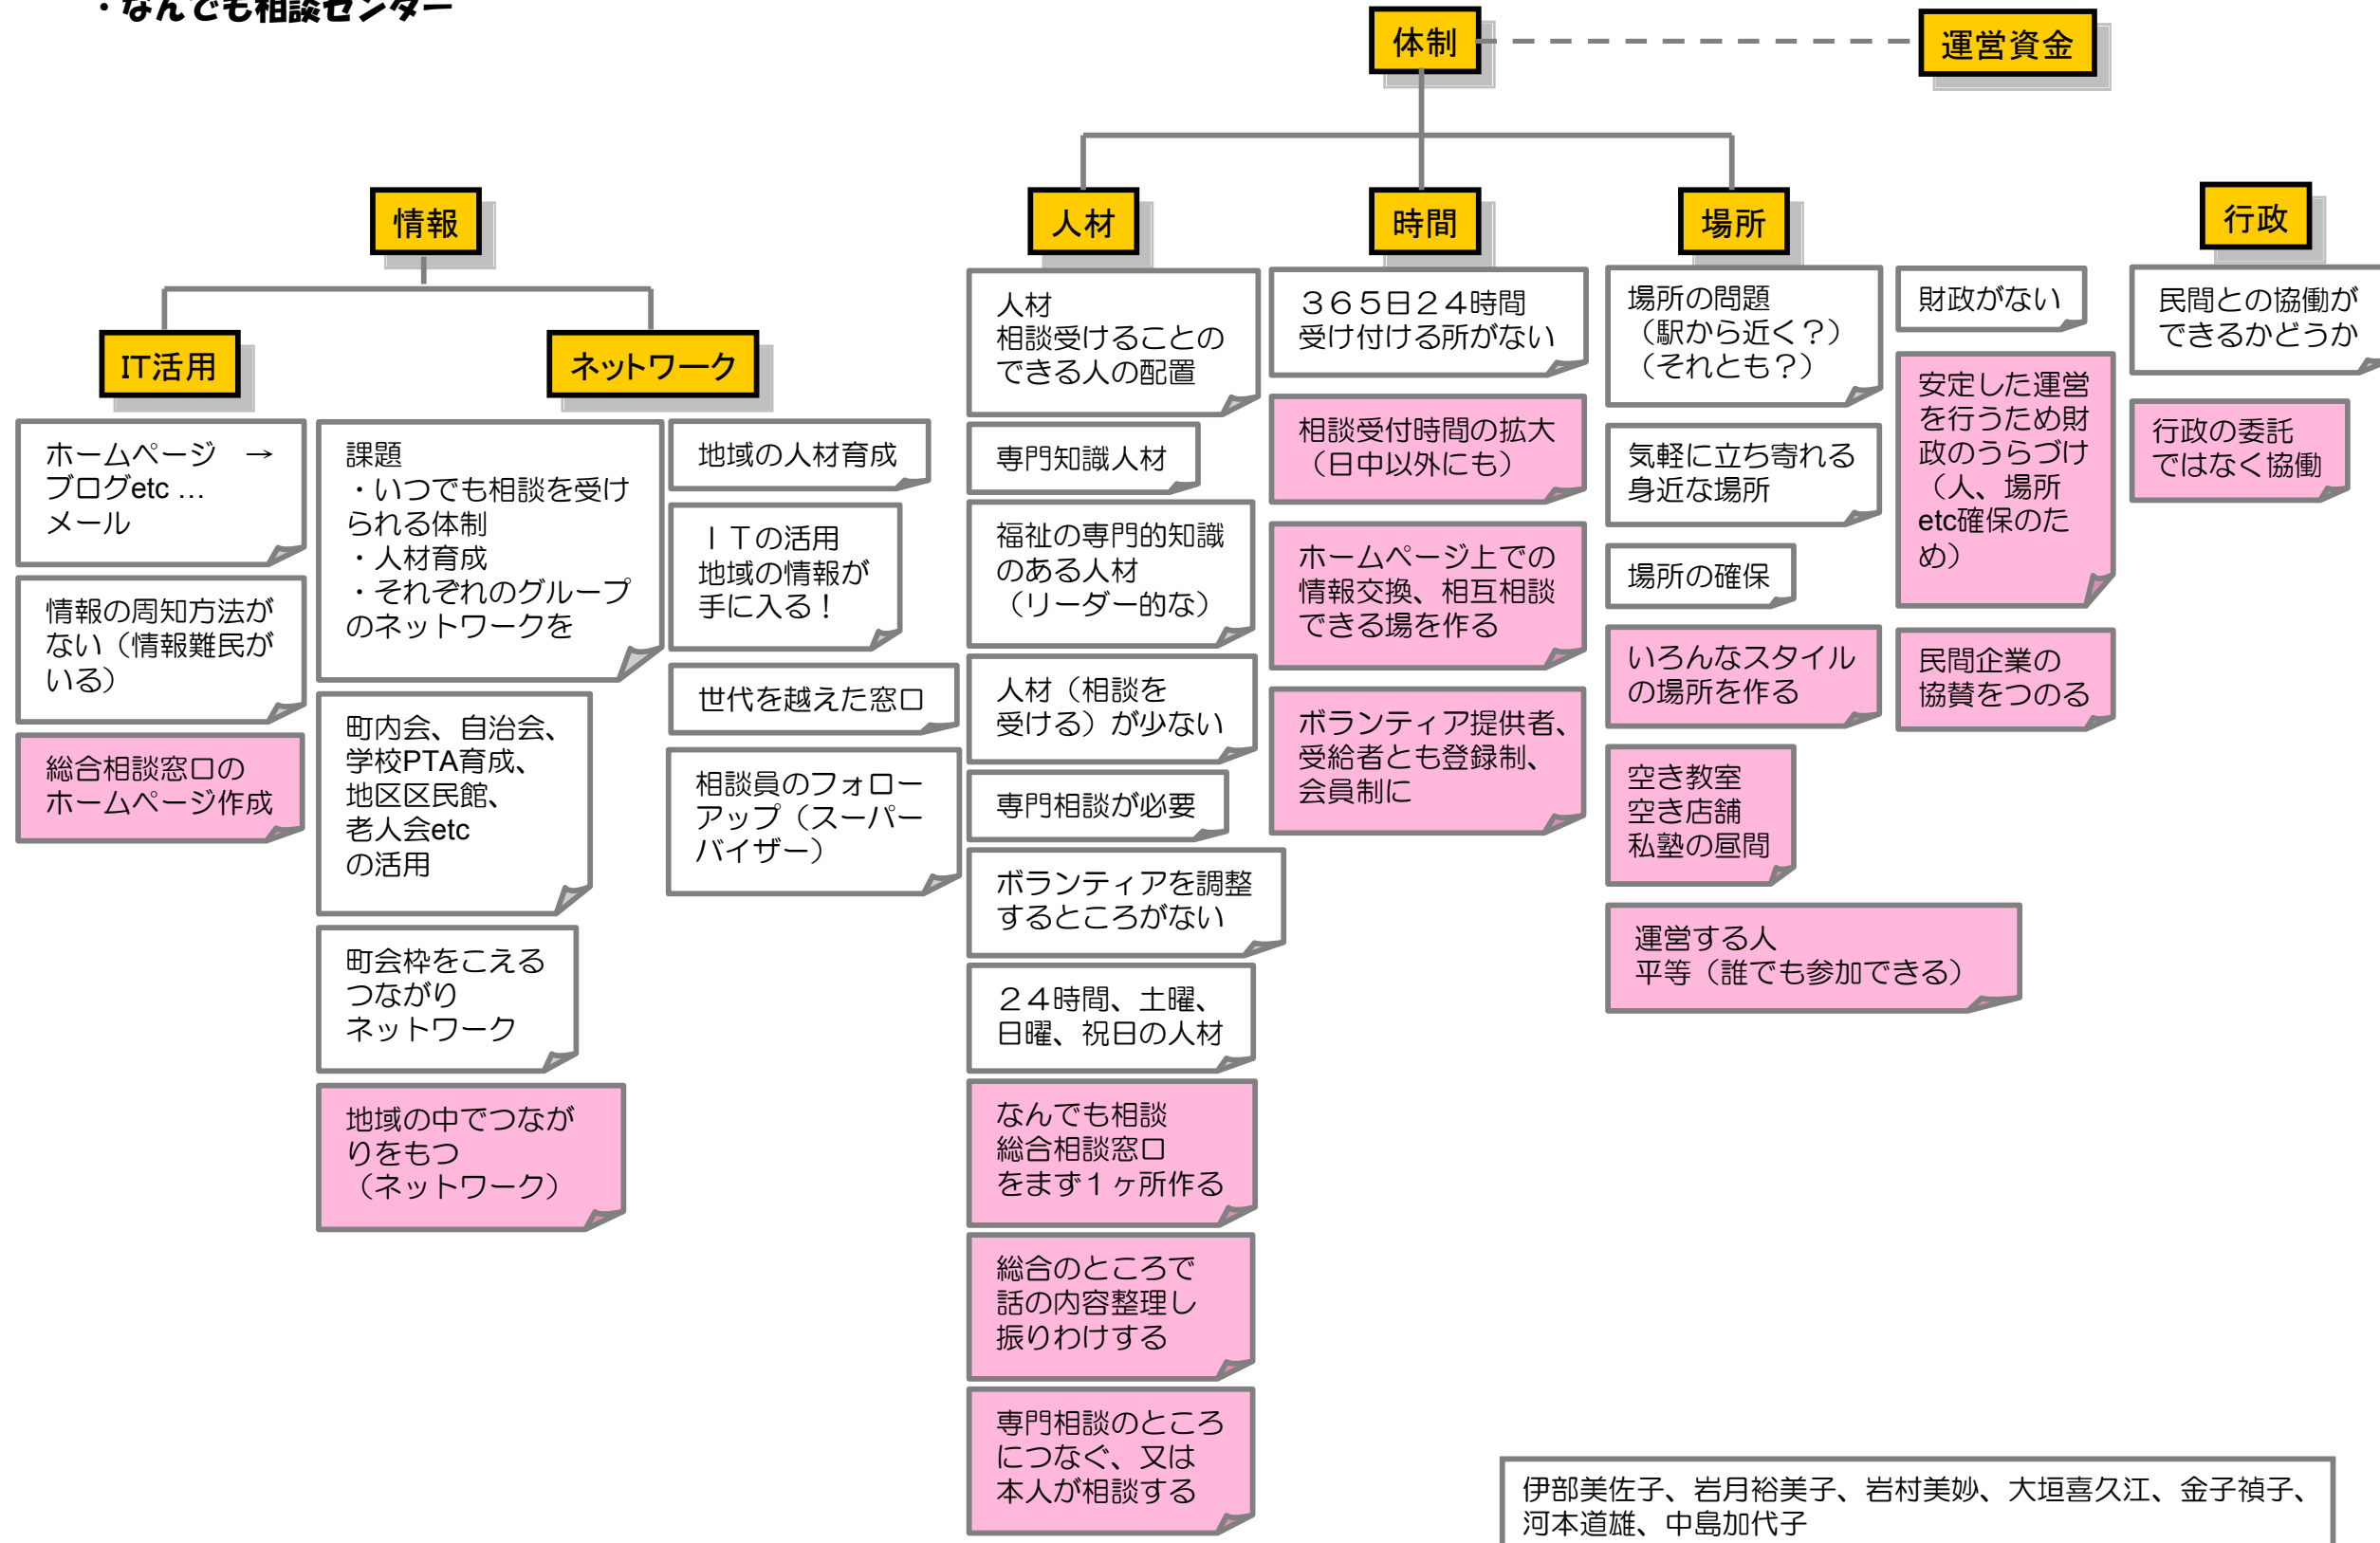 ・なんでも相談センター
体制
運営資金
情報
人材
時間
場所
行政
IT活用
ネットワーク
ホームページ　→
ブログetc …
メール
情報の周知方法が
ない（情報難民が
いる）
総合相談窓口の
ホームページ作成
課題
・いつでも相談を受け
られる体制
・人材育成
・それぞれのグループ
のネットワークを
町内会、自治会、
学校PTA育成、
地区区民館、
老人会etc
の活用
町会枠をこえる
つながり
ネットワーク
地域の中でつなが
りをもつ
（ネットワーク）
地域の人材育成
ＩＴの活用
地域の情報が
手に入る！
世代を越えた窓口
相談員のフォロー
アップ（スーパー
バイザー）
人材
相談受けることの
できる人の配置
専門知識人材
福祉の専門的知識
のある人材
（リーダー的な）
人材（相談を
受ける）が少ない
専門相談が必要
ボランティアを調整
するところがない
２４時間、土曜、
日曜、祝日の人材
なんでも相談
総合相談窓口
をまず１ヶ所作る
総合のところで
話の内容整理し
振りわけする
専門相談のところ
につなぐ、又は
本人が相談する
３６５日２４時間
受け付ける所がない
相談受付時間の拡大
（日中以外にも）
ホームページ上での
情報交換、相互相談
できる場を作る
ボランティア提供者、
受給者とも登録制、
会員制に
場所の問題
（駅から近く？）
（それとも？）
気軽に立ち寄れる
身近な場所
場所の確保
いろんなスタイル
の場所を作る
空き教室
空き店舗
私塾の昼間
運営する人
平等（誰でも参加できる）
財政がない
安定した運営
を行うため財
政のうらづけ
（人、場所
etc確保のた
め）
民間企業の
協賛をつのる
民間との協働が
できるかどうか
行政の委託
ではなく協働
伊部美佐子、岩月裕美子、岩村美妙、大垣喜久江、金子禎子、
河本道雄、中島加代子